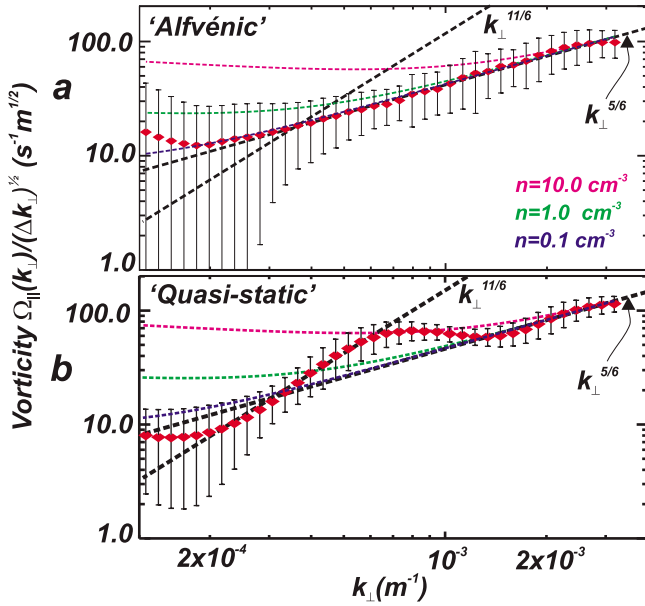 'Alfvénic'
k⊥^11/6
100.0
a
k⊥^5/6
10.0
n=10.0 cm^-3
n=1.0 cm^-3
n=0.1 cm^-3
1.0
'Quasi-static'
k⊥^11/6
100.0
b
k⊥^5/6
10.0
1.0
Vorticity Ω||(k⊥)/(Δk⊥)^½ (s^-1 m^1/2)
2x10^-4
10^-3
2x10^-3
k⊥(m^-1)